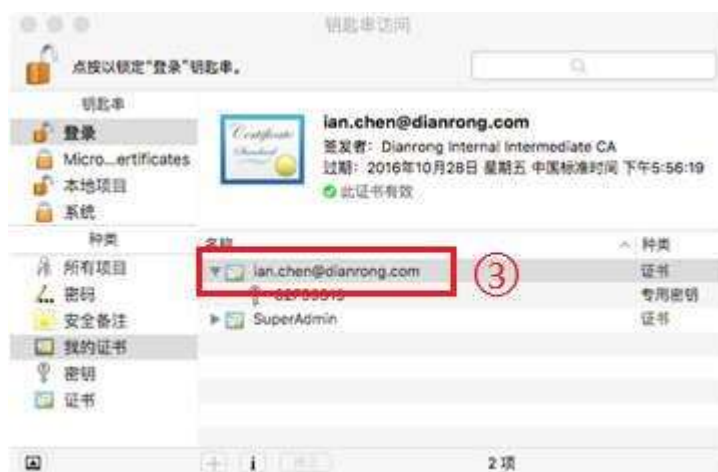 钥匙串访问
点按以锁定“登录”钥匙串。
钥匙串
登录
Micro...ertificates
本地项目
系统
ian.chen@dianrong.com
签发者：Dianrong Internal Intermediate CA
过期：2016年10月28日 星期五 中国标准时间 下午5:56:19
此证书有效
Certificate
Standard
种类
所有项目
密码
安全备注
我的证书
密钥
证书
名称
种类
ian.chen@dianrong.com
证书
③
专用密钥
SuperAdmin
证书
2 项